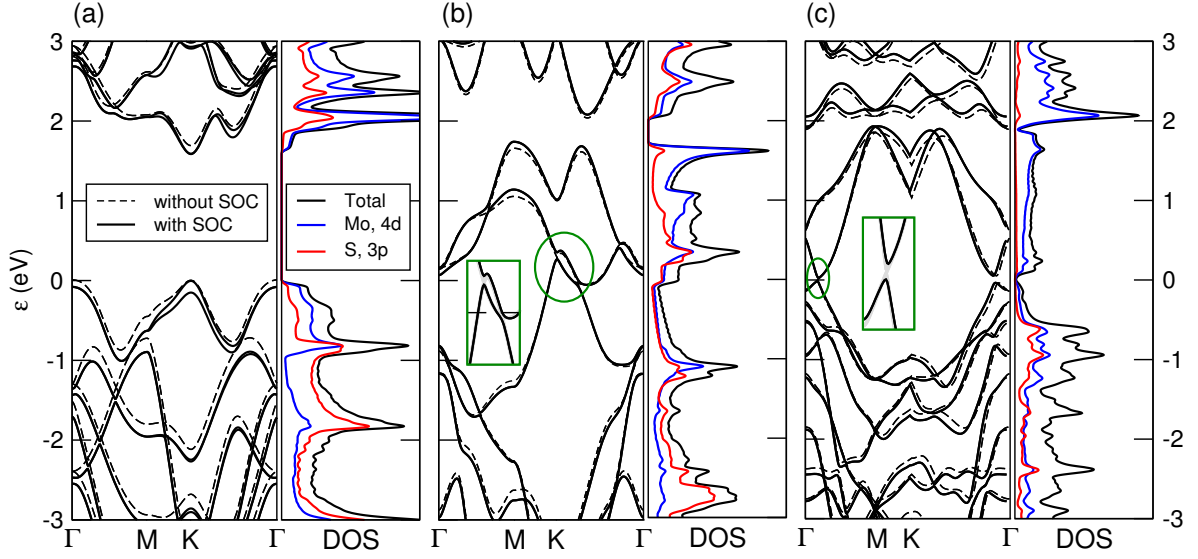 (a) (b) (c)
3 3
2 2
1 1
0 0
-1 -1
-2 -2
-3 -3
ε (eV)
without SOC
with SOC
Total
Mo, 4d
S, 3p
Γ M K Γ DOS Γ M K Γ DOS Γ M K Γ DOS